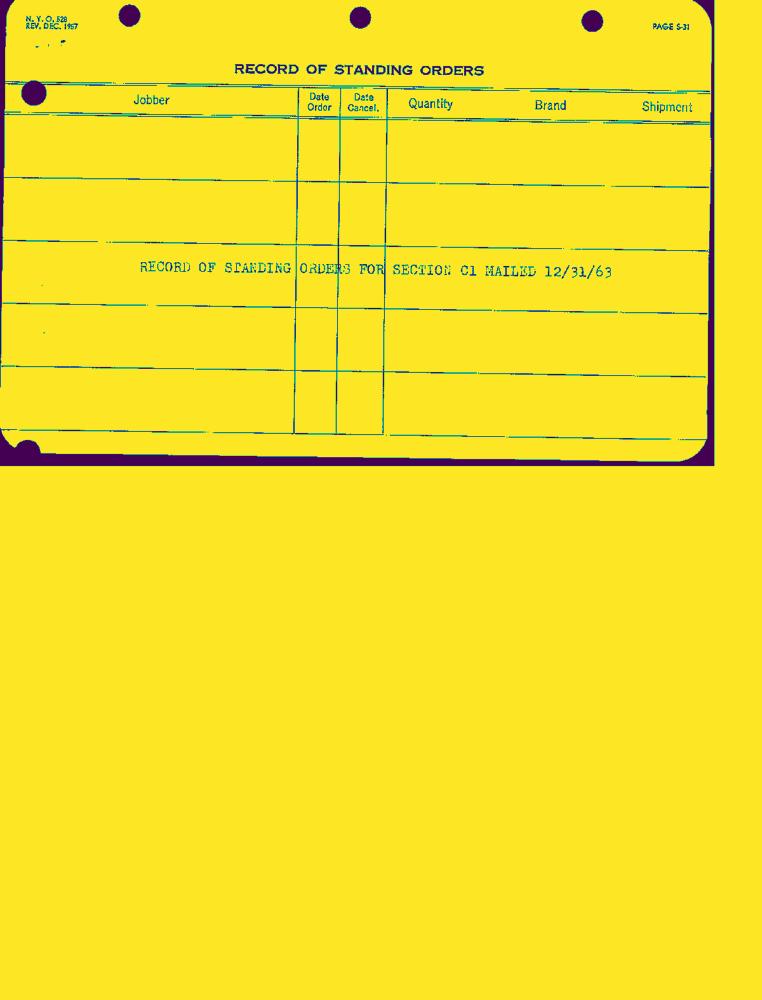 N. Y. O. 528
REV. DEC. 1957
PAGE S-31
RECORD OF STANDING ORDERS
Jobber
Date Order
Date Cancel.
Quantity
Brand
Shipment
RECORD OF STANDING ORDERS FOR SECTION C1 MAILED 12/31/63